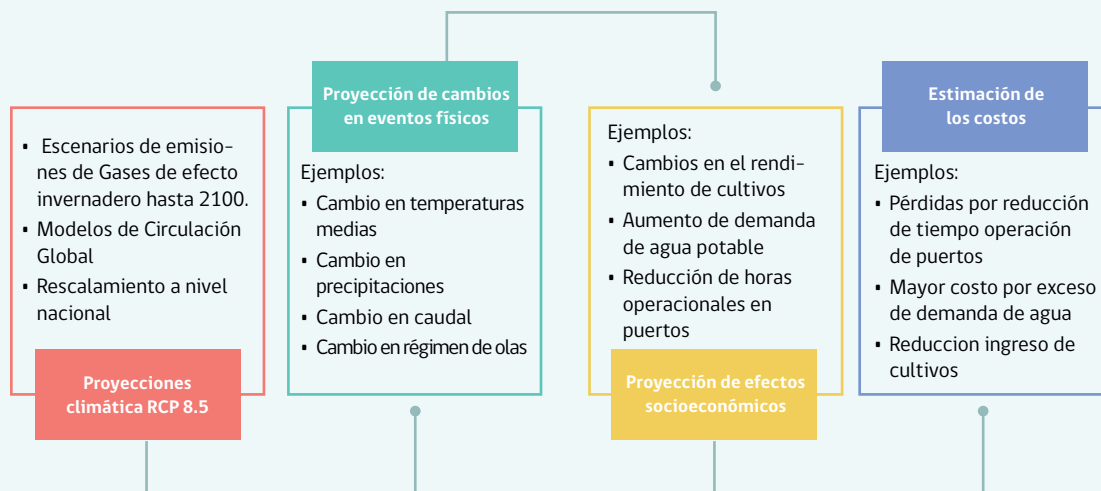 ▪ Escenarios de emisio-
nes de Gases de efecto
invernadero hasta 2100.
▪ Modelos de Circulación
Global
▪ Rescalamiento a nivel
nacional
Proyecciones
climática RCP 8.5
Proyección de cambios
en eventos físicos
Ejemplos:
▪ Cambio en temperaturas
medias
▪ Cambio en
precipitaciones
▪ Cambio en caudal
▪ Cambio en régimen de olas
Ejemplos:
▪ Cambios en el rendi-
miento de cultivos
▪ Aumento de demanda
de agua potable
▪ Reducción de horas
operacionales en
puertos
Proyección de efectos
socioeconómicos
Estimación de
los costos
Ejemplos:
▪ Pérdidas por reducción
de tiempo operación
de puertos
▪ Mayor costo por exceso
de demanda de agua
▪ Reduccion ingreso de
cultivos